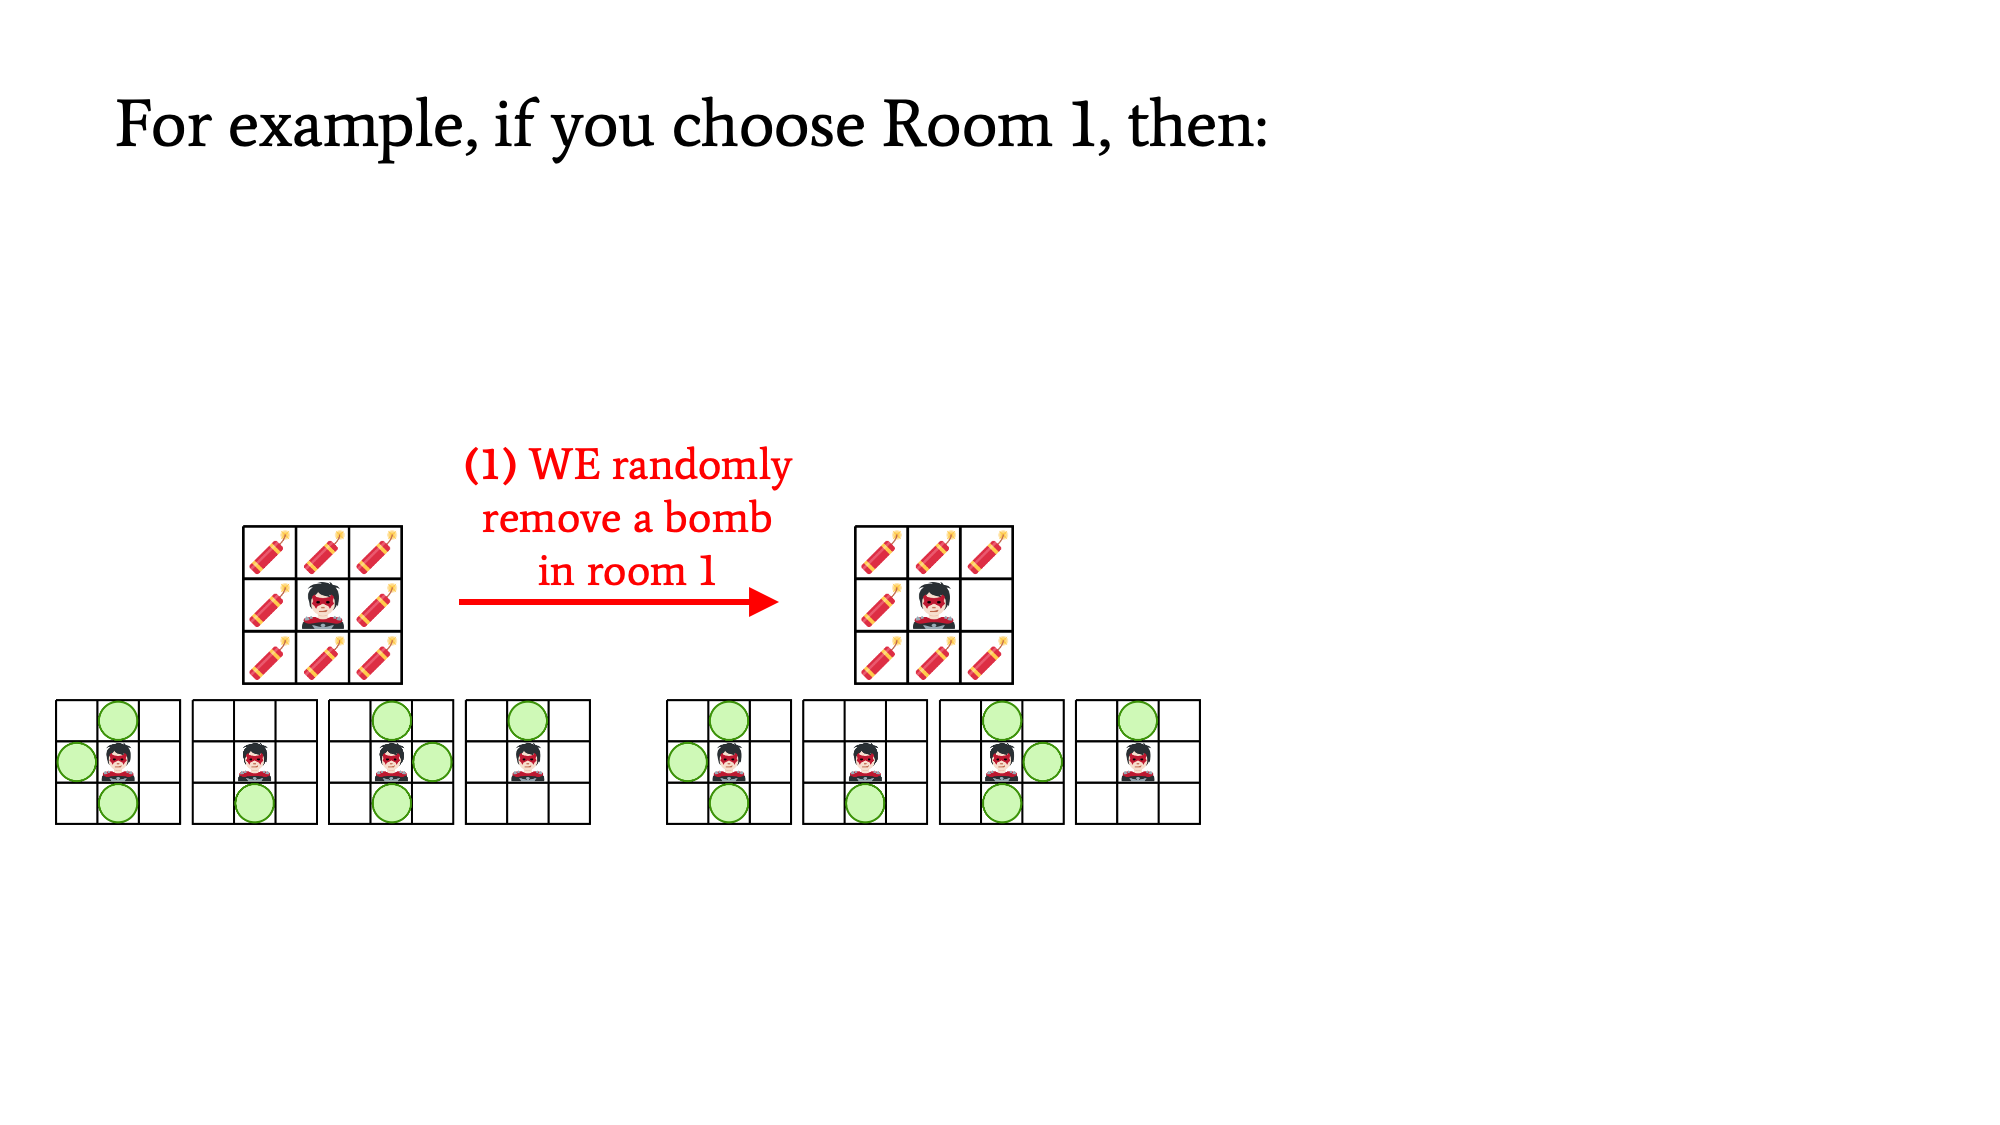 For example, if you choose Room 1, then:
(1) WE randomly
remove a bomb
in room 1